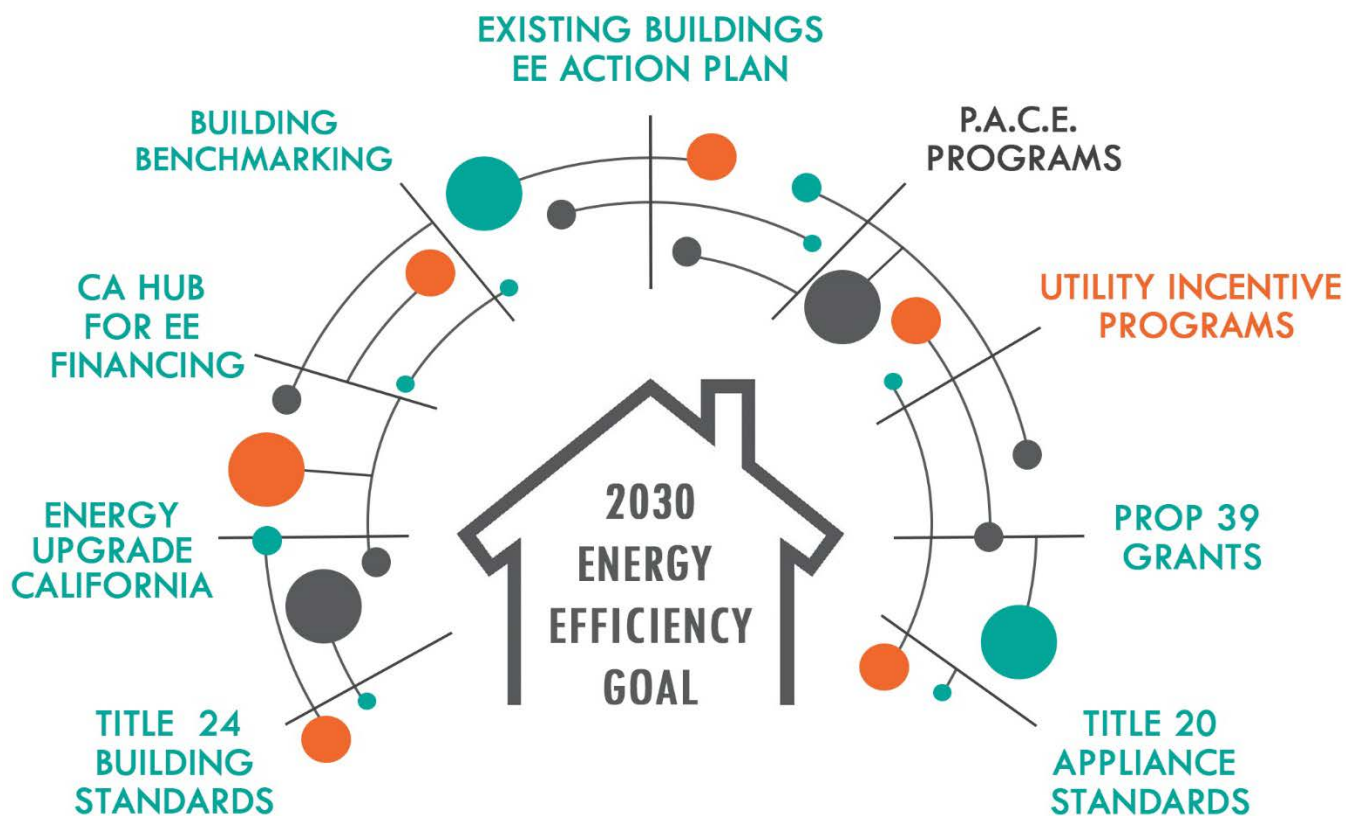 EXISTING BUILDINGS
EE ACTION PLAN
BUILDING
BENCHMARKING
P.A.C.E.
PROGRAMS
CA HUB
FOR EE
FINANCING
UTILITY INCENTIVE
PROGRAMS
ENERGY
UPGRADE
CALIFORNIA
2030
ENERGY
EFFICIENCY
GOAL
PROP 39
GRANTS
TITLE 24
BUILDING
STANDARDS
TITLE 20
APPLIANCE
STANDARDS